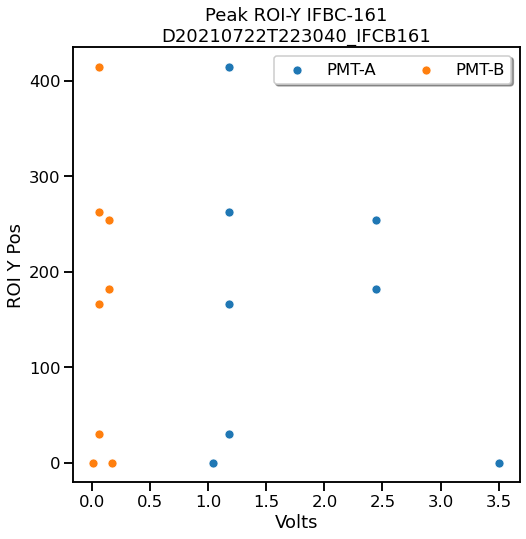 Peak ROI-Y IFBC-161
D20210722T223040_IFCB161
PMT-A PMT-B
400
300
200
100
0
ROI Y Pos
0.0 0.5 1.0 1.5 2.0 2.5 3.0 3.5
Volts